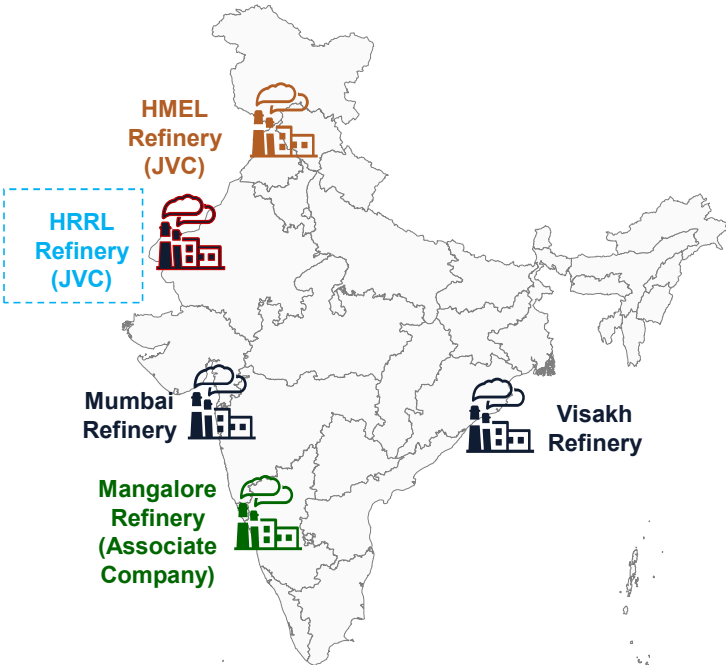 HMEL
Refinery
(JVC)
HRRL
Refinery
(JVC)
Mumbai
Refinery
Visakh
Refinery
Mangalore
Refinery
(Associate
Company)